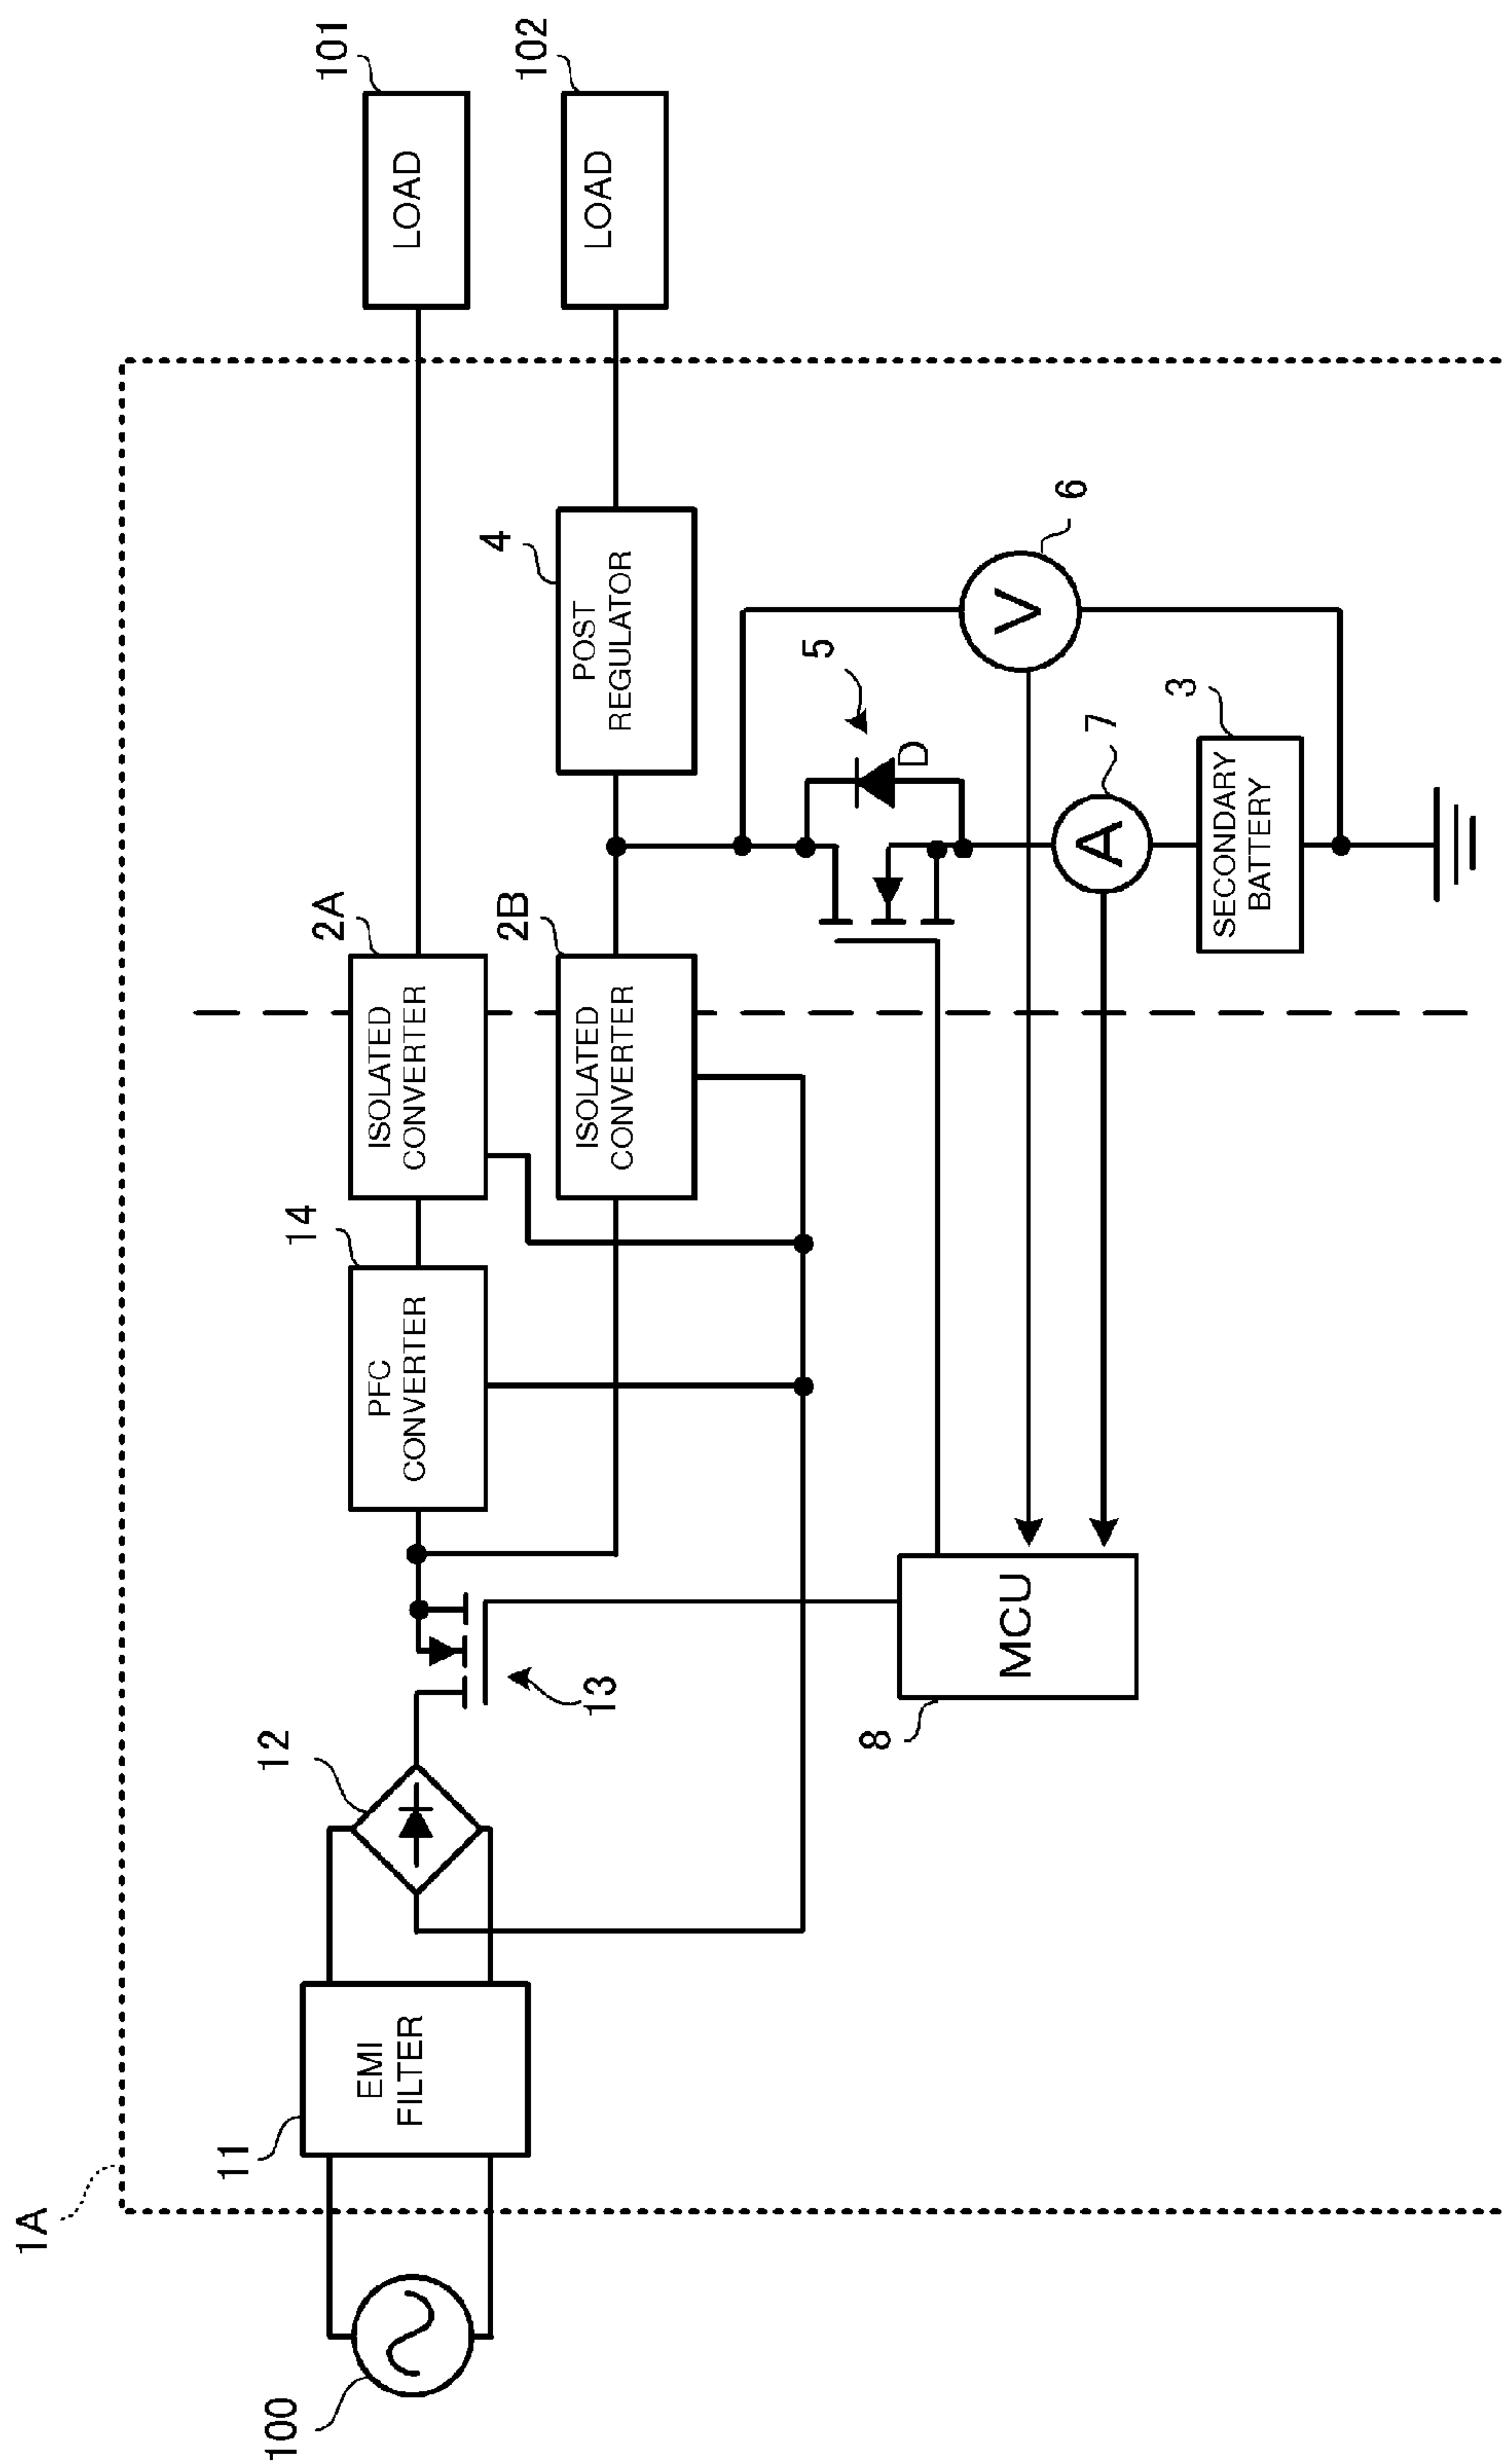 1A
100
11
EMI
FILTER
12
13
14
PFC
CONVERTER
2A
ISOLATED
CONVERTER
101
LOAD
2B
ISOLATED
CONVERTER
4
POST
REGULATOR
102
LOAD
5
D
6
V
7
A
3
SECONDARY
BATTERY
8
MCU